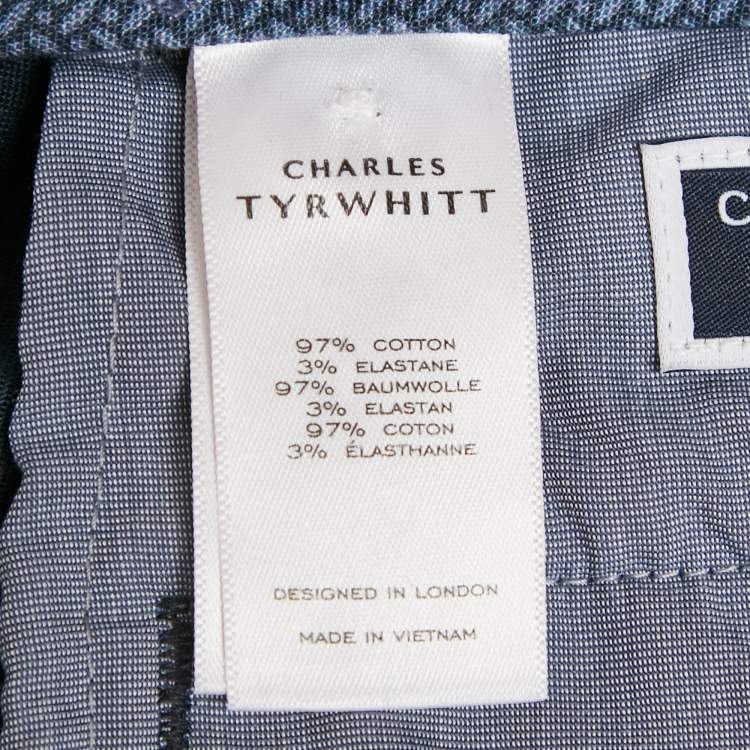 CHARLES
TYRWHITT
97% COTTON
3% ELASTANE
97% BAUMWOLLE
3% ELASTAN
97% COTON
3% ÉLASTHANNE
DESIGNED IN LONDON
MADE IN VIETNAM
C